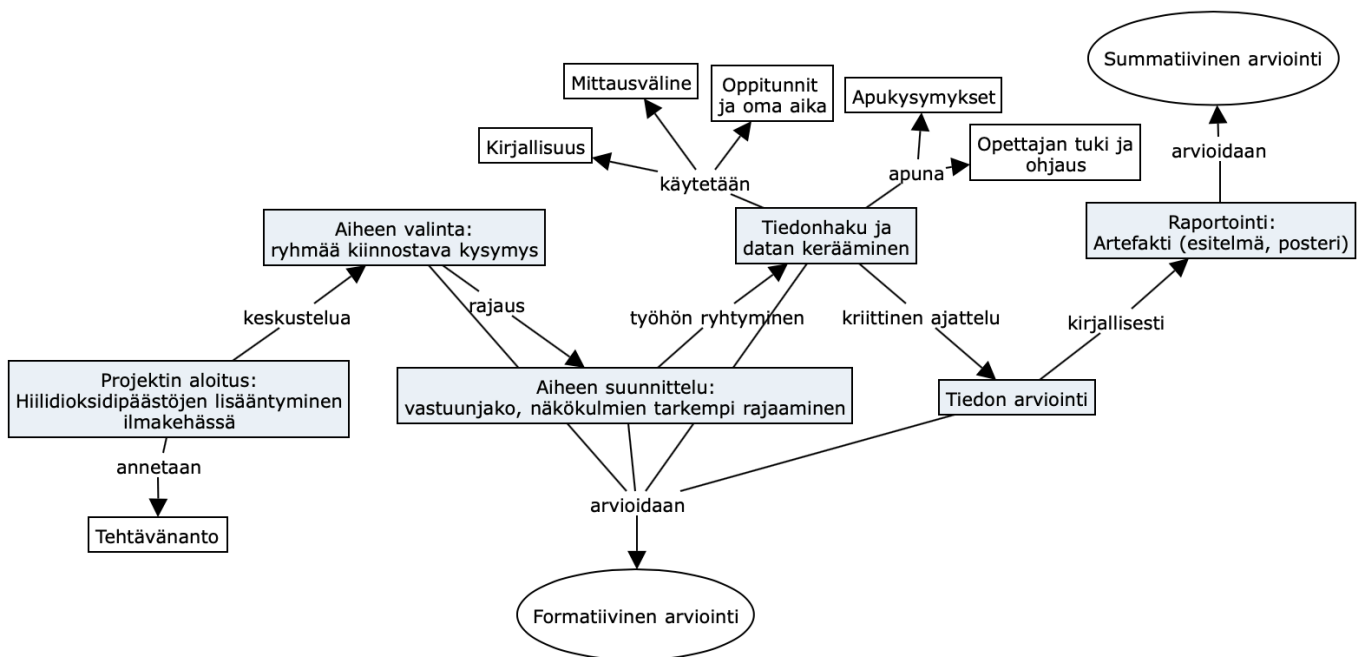 Summatiivinen arviointi
Mittausväline
Oppitunnit
ja oma aika
Apukysymykset
Kirjallisuus
Opettajan tuki ja
ohjaus
arvioidaan
käytetään
apuna
Aiheen valinta:
ryhmää kiinnostava kysymys
Tiedonhaku ja
datan kerääminen
Raportointi:
Artefakti (esitelmä, posteri)
keskustelua
rajaus
työhön ryhtyminen
kriittinen ajattelu
kirjallisesti
Projektin aloitus:
Hiilidioksidipäästöjen lisääntyminen
ilmakehässä
Aiheen suunnittelu:
vastuunjako, näkökulmien tarkempi rajaaminen
Tiedon arviointi
annetaan
arvioidaan
Tehtävänanto
Formatiivinen arviointi